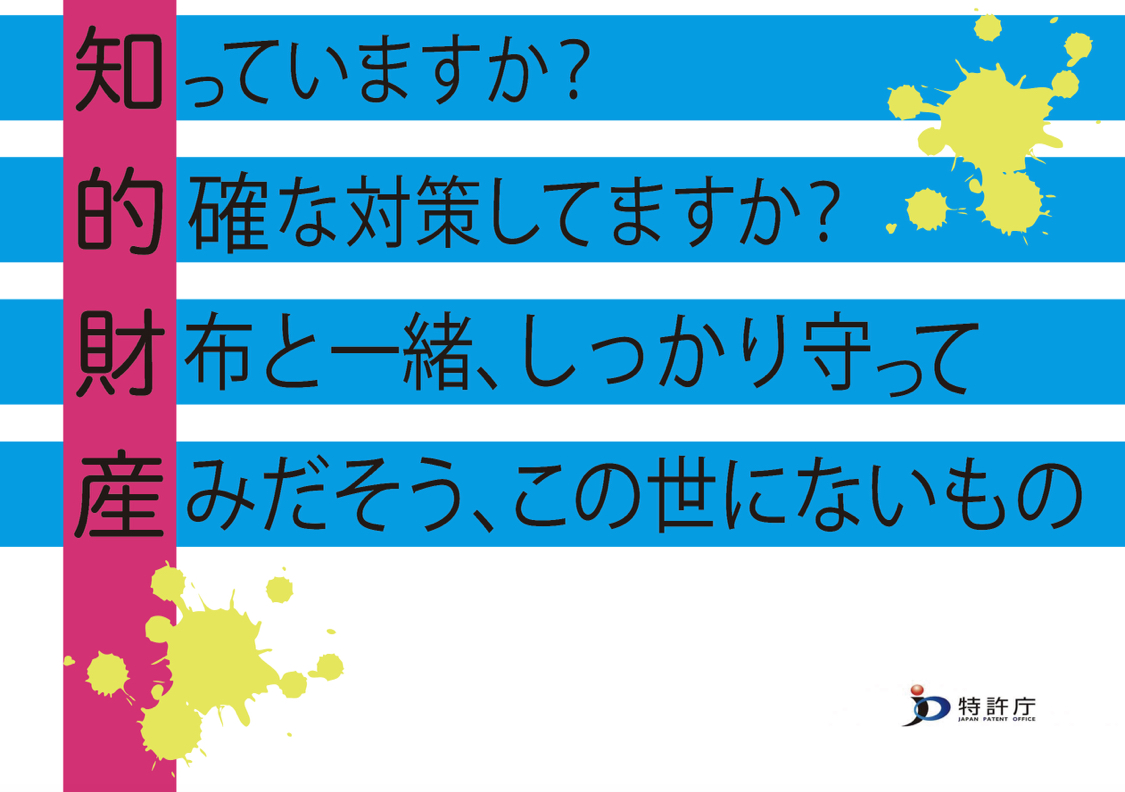 知っていますか?
的確な対策してますか?
財布と一緒、しっかり守って
産みだそう、この世にないもの
特許庁
JAPAN PATENT OFFICE